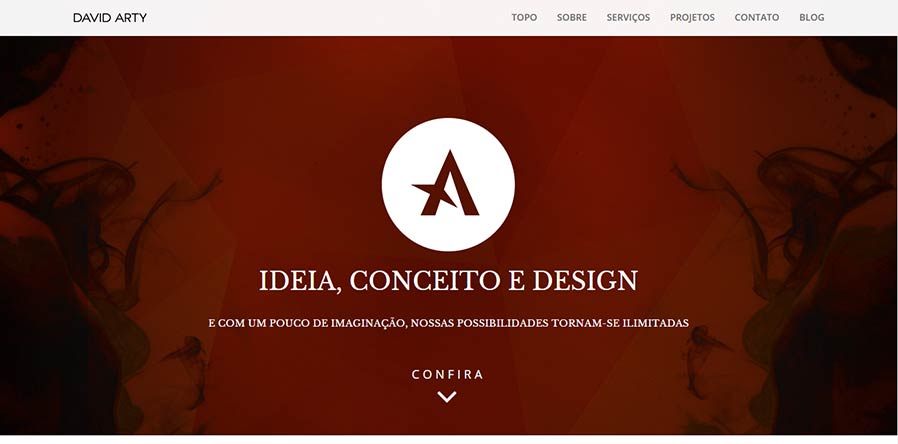 DAVID ARTY
TOPO SOBRE SERVIÇOS PROJETOS CONTATO BLOG
A
IDEIA, CONCEITO E DESIGN
E COM UM POUCO DE IMAGINAÇÃO, NOSSAS POSSIBILIDADES TORNAM-SE ILIMITADAS
CONFIRA